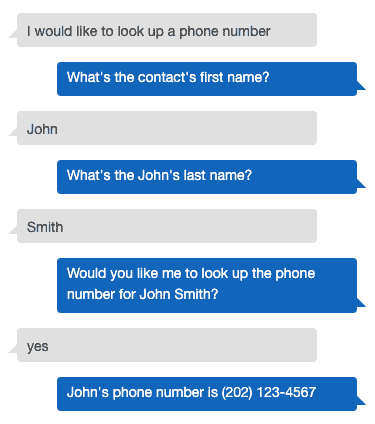 I would like to look up a phone number
What's the contact's first name?
John
What's the John's last name?
Smith
Would you like me to look up the phone
number for John Smith?
yes
John's phone number is (202) 123-4567